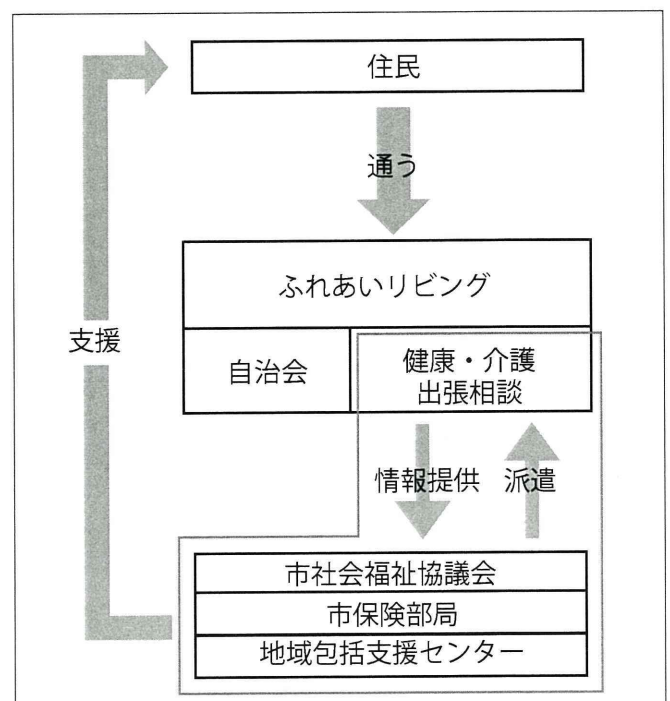 住民
通う
ふれあいリビング
支援
自治会
健康・介護
出張相談
情報提供
派遣
市社会福祉協議会
市保険部局
地域包括支援センター